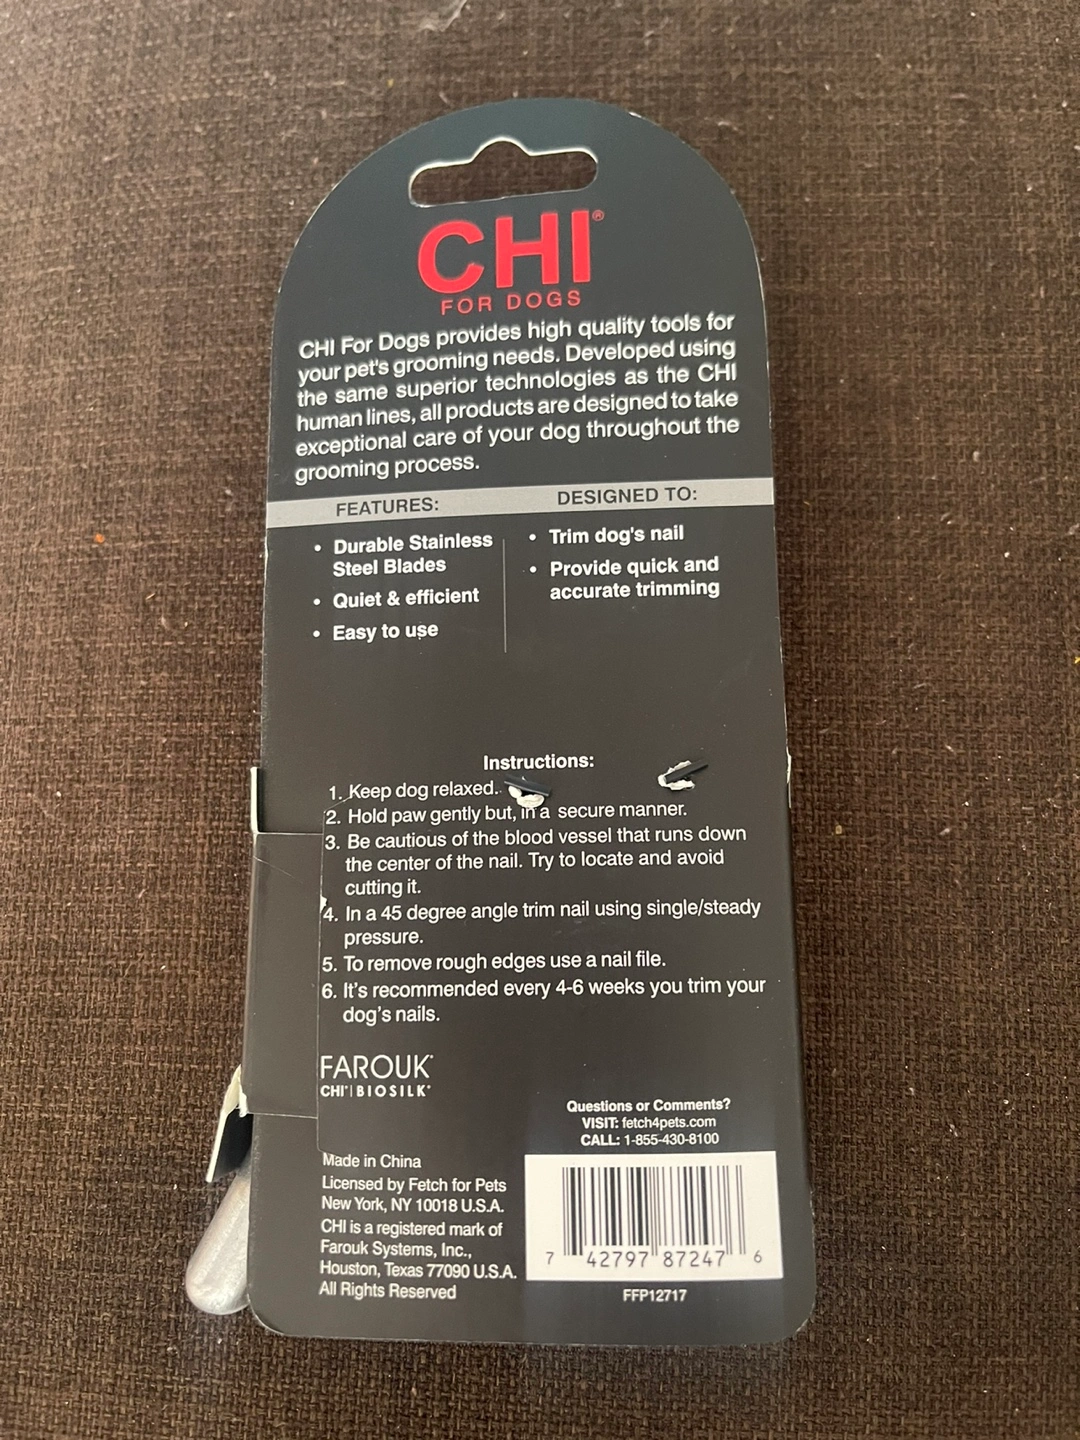 CHI®
FOR DOGS
CHI For Dogs provides high quality tools for
your pet's grooming needs. Developed using
the same superior technologies as the CHI
human lines, all products are designed to take
exceptional care of your dog throughout the
grooming process.
FEATURES:
• Durable Stainless
Steel Blades
• Quiet & efficient
• Easy to use
DESIGNED TO:
• Trim dog's nail
• Provide quick and
accurate trimming
Instructions:
1. Keep dog relaxed.
2. Hold paw gently but, in a secure manner.
3. Be cautious of the blood vessel that runs down
the center of the nail. Try to locate and avoid
cutting it.
4. In a 45 degree angle trim nail using single/steady
pressure.
5. To remove rough edges use a nail file.
6. It's recommended every 4-6 weeks you trim your
dog's nails.
FAROUK
CHI | BIOSILK
Made in China
Licensed by Fetch for Pets
New York, NY 10018 U.S.A.
CHI is a registered mark of
Farouk Systems, Inc.,
Houston, Texas 77090 U.S.A.
All Rights Reserved
Questions or Comments?
VISIT: fetch4pets.com
CALL: 1-855-430-8100
7 42797 87247 6
FFP12717